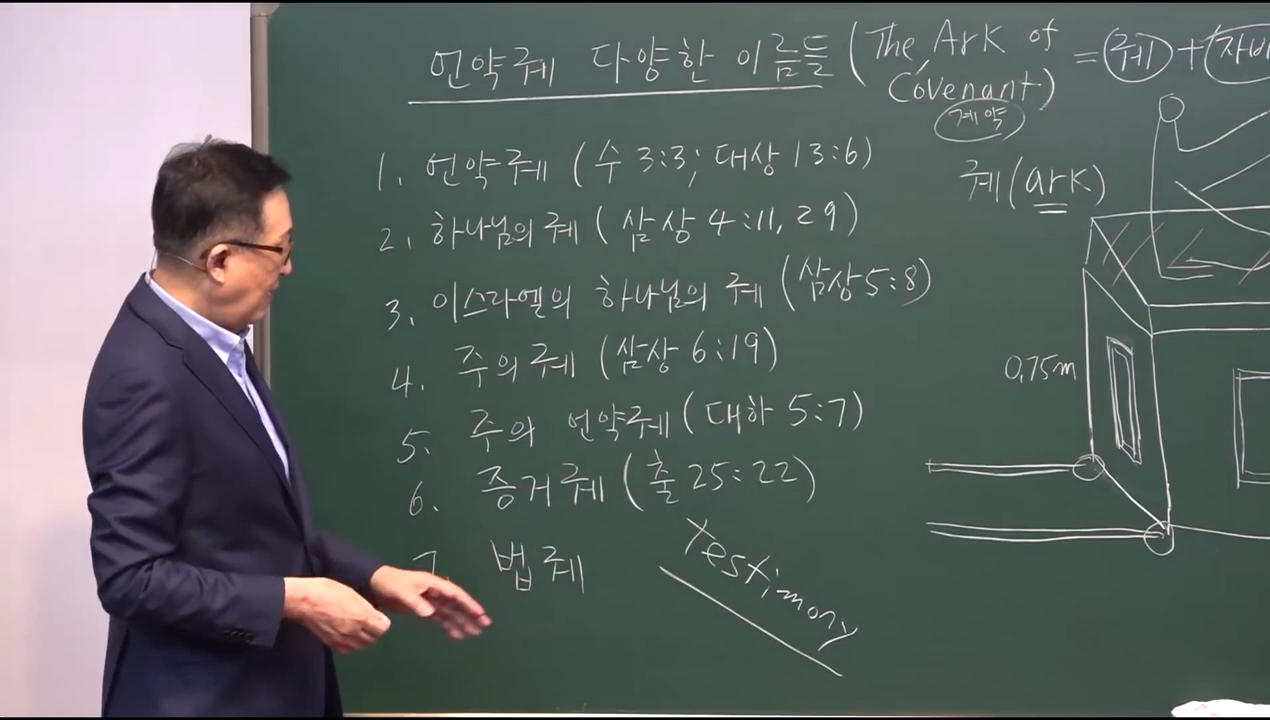 언약궤 다양한 이름들 (The Ark of Covenant) = 궤 + 자비
계약
1. 언약궤 (수 3:3; 대상 13:6)
궤(ark)
2. 하나님의 궤 (삼상 4:11, 29)
3. 이스라엘의 하나님의 궤 (삼상 5:8)
4. 주의 궤 (삼상 6:19)
0.75m
5. 주의 언약궤 (대하 5:7)
6. 증거궤 (출 25:22)
7. 법궤
Testimony